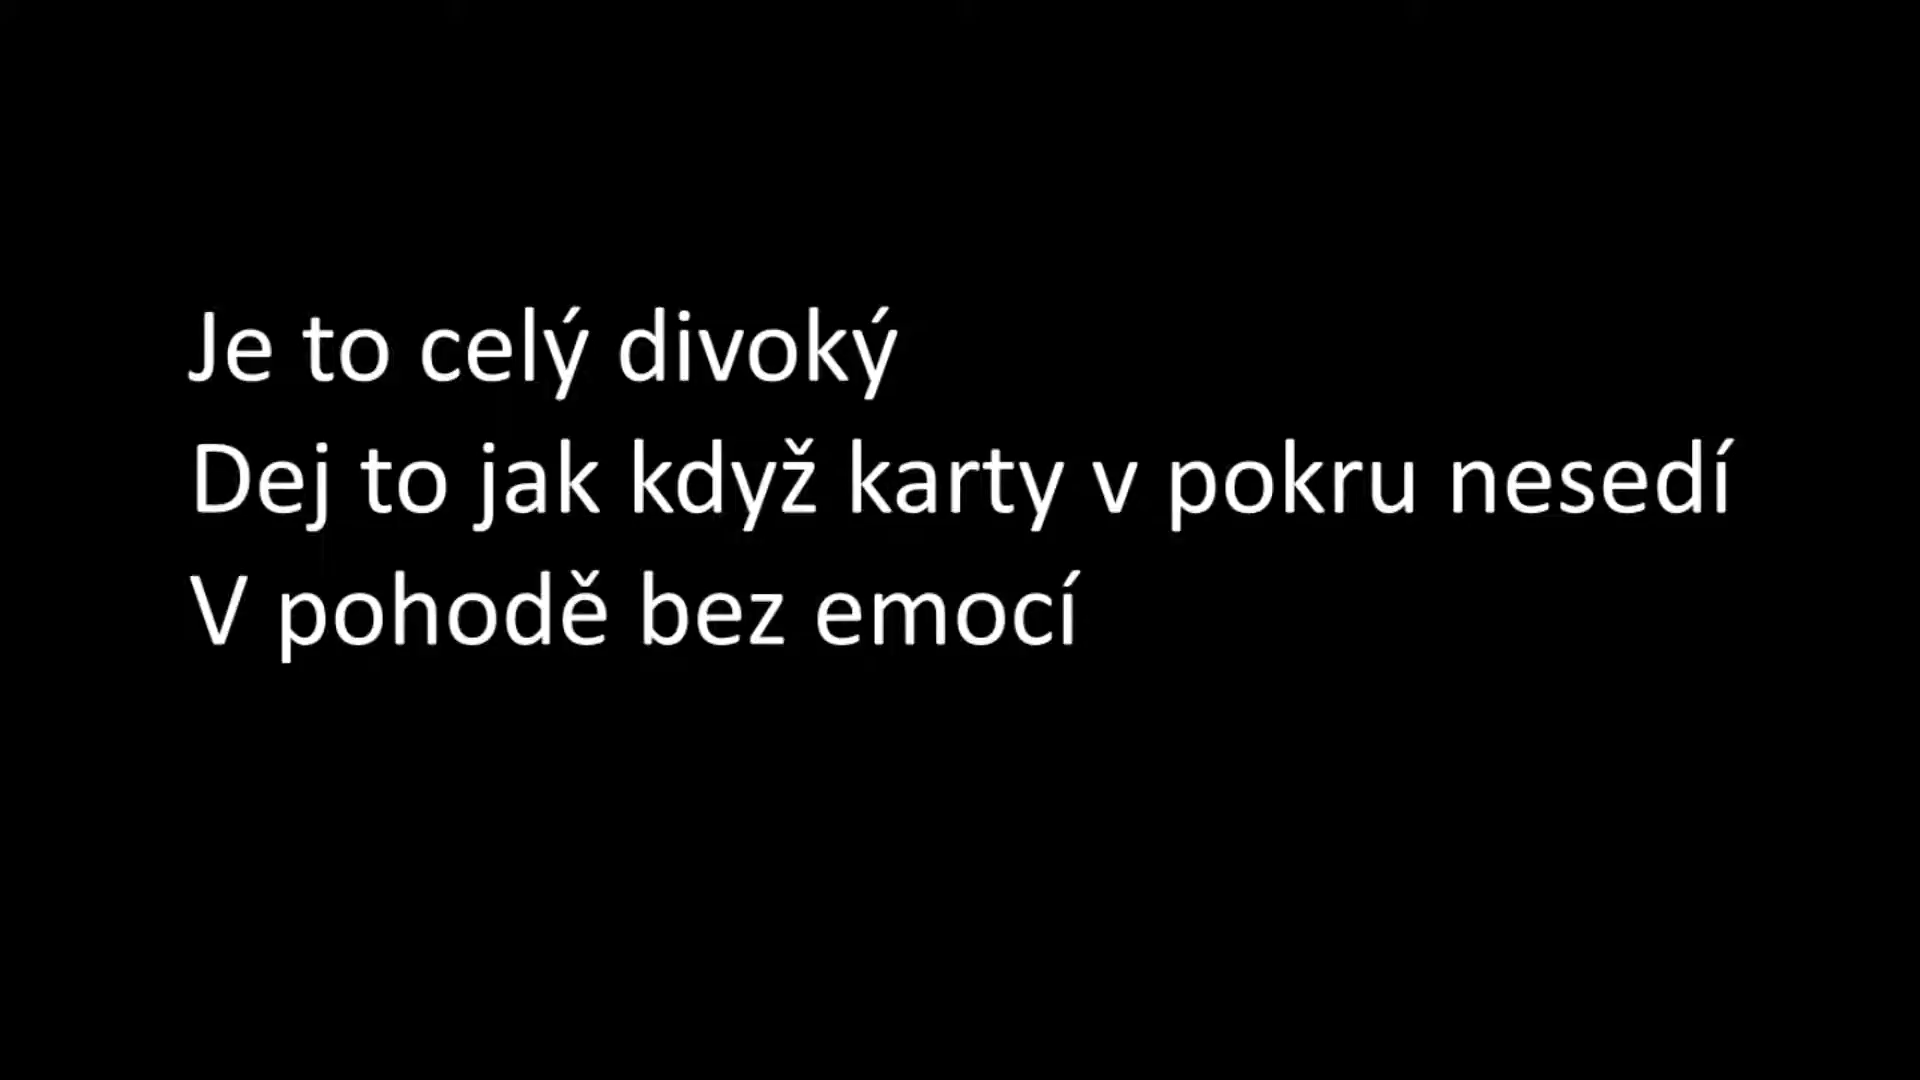 Je to celý divoký
Dej to jak když karty v pokru nesedí
V pohodě bez emocí